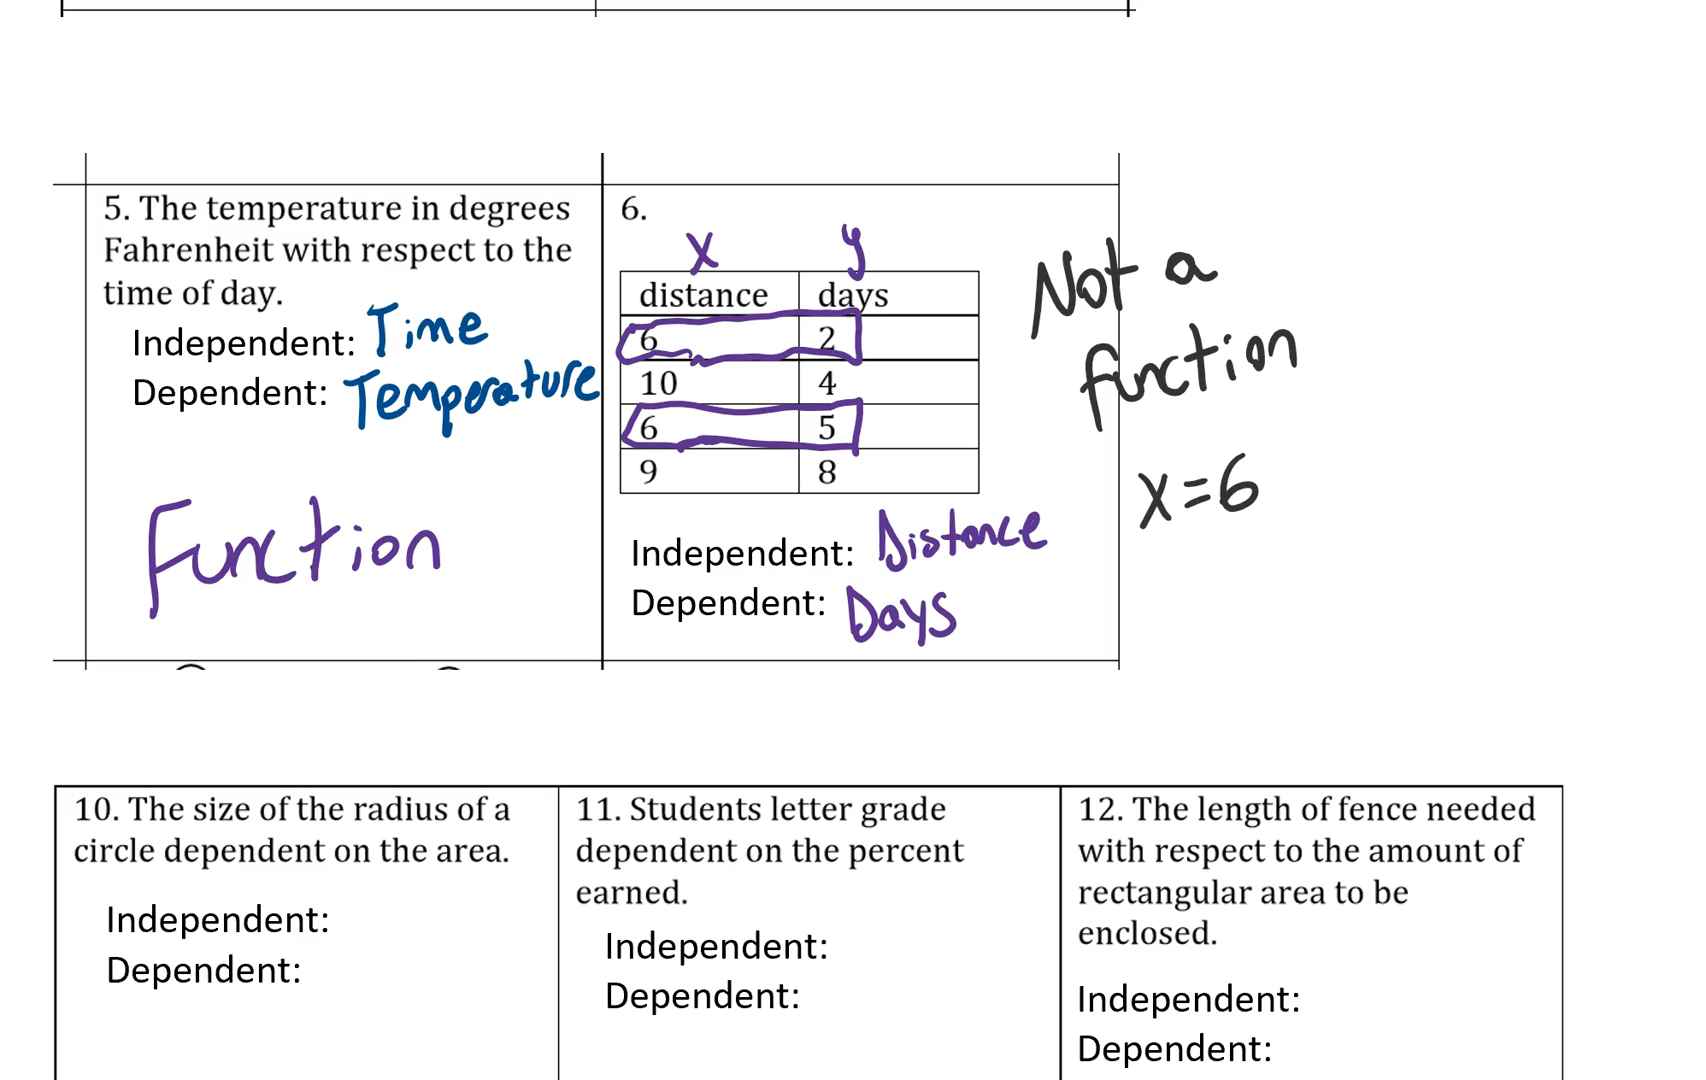 5. The temperature in degrees
Fahrenheit with respect to the
time of day.
Independent: Time
Dependent: Temperature
Function
6.
x y
distance days
6 2
10 4
6 5
9 8
Independent: Distance
Dependent: Days
Not a
function
x=6
10. The size of the radius of a
circle dependent on the area.
Independent:
Dependent:
11. Students letter grade
dependent on the percent
earned.
Independent:
Dependent:
12. The length of fence needed
with respect to the amount of
rectangular area to be
enclosed.
Independent:
Dependent: